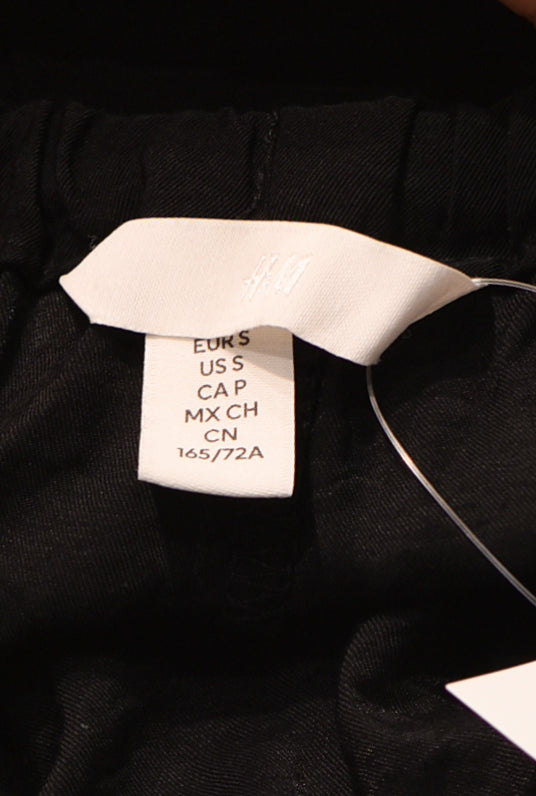 H&M
EUR S
US S
CA P
MX CH
CN
165/72A